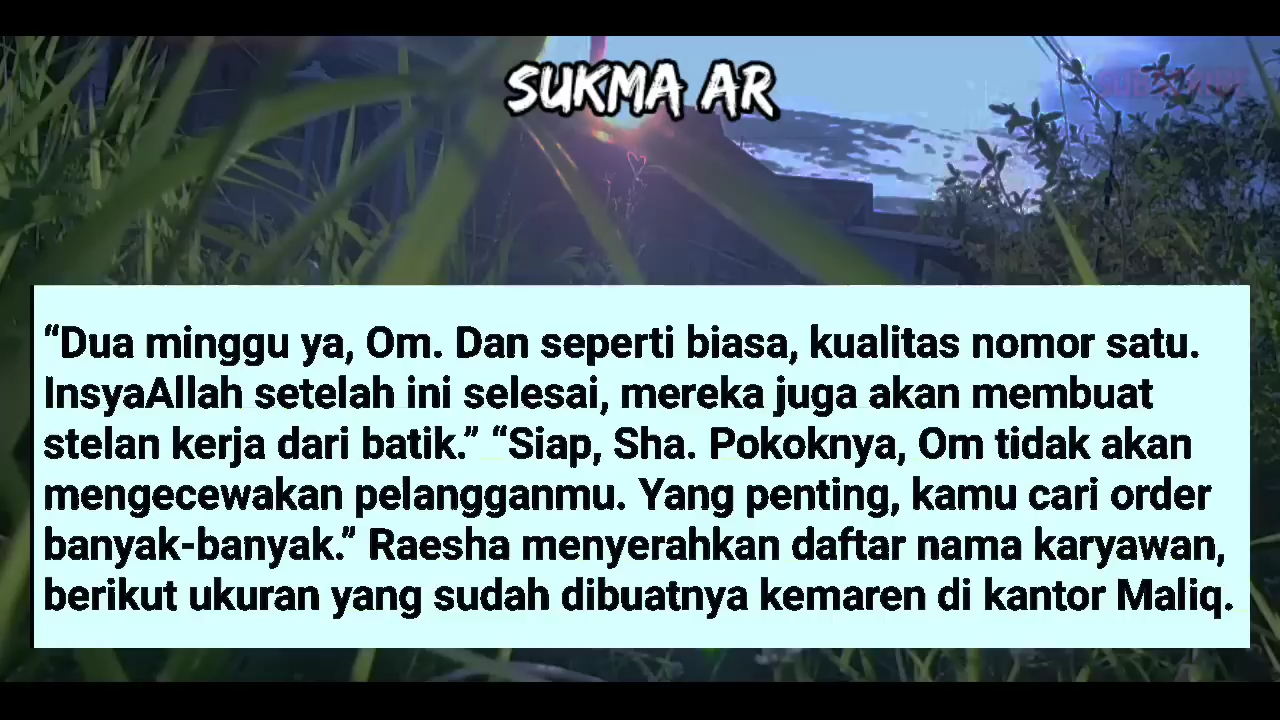 SUKMA AR
SUBSCRIBE
“Dua minggu ya, Om. Dan seperti biasa, kualitas nomor satu.
InsyaAllah setelah ini selesai, mereka juga akan membuat
stelan kerja dari batik.” “Siap, Sha. Pokoknya, Om tidak akan
mengecewakan pelangganmu. Yang penting, kamu cari order
banyak-banyak.” Raesha menyerahkan daftar nama karyawan,
berikut ukuran yang sudah dibuatnya kemaren di kantor Maliq.